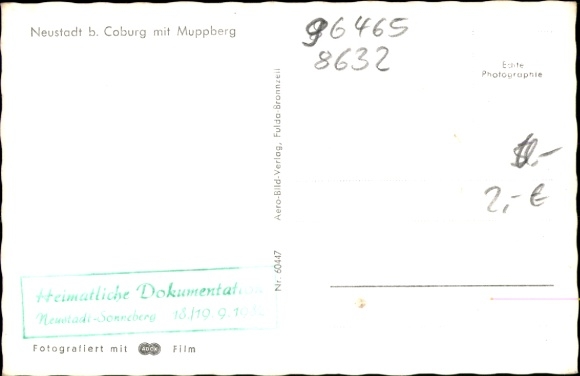 Neustadt b. Coburg mit Muppberg
96465
8632
Echte
Photographie
Aero-Bild-Verlag, Fulda-Bronnzell
Nr. 60447
2,- €
Heimatliche Dokumentation
Neustadt-Sonneberg 18./19. 9.
Fotografiert mit ADOX Film